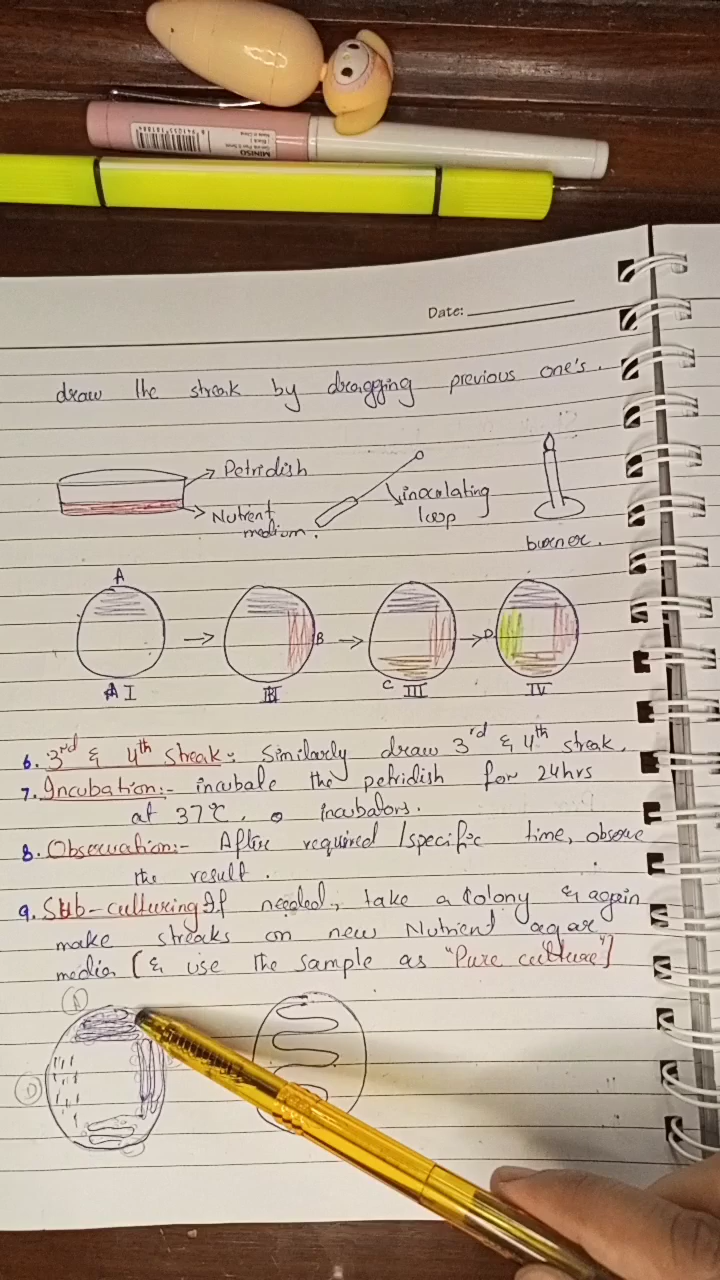 MINISO
Date:
draw the streak by dragging previous one's.
Petridish
Nutrient medium.
inoculating loop
burner.
A
B
C
D
I
II
III
IV
6. 3rd & 4th Streak: Similarly draw 3rd & 4th streak.
7. Incubation:- incubate the petridish for 24hrs
at 37°C, incubators.
8. Observation:- After required/specific time, observe
the result.
9. Sub-culturing If needed, take a Colony & again
make streaks on new Nutrient agar
media (& use the sample as "Pure culture")
A
D